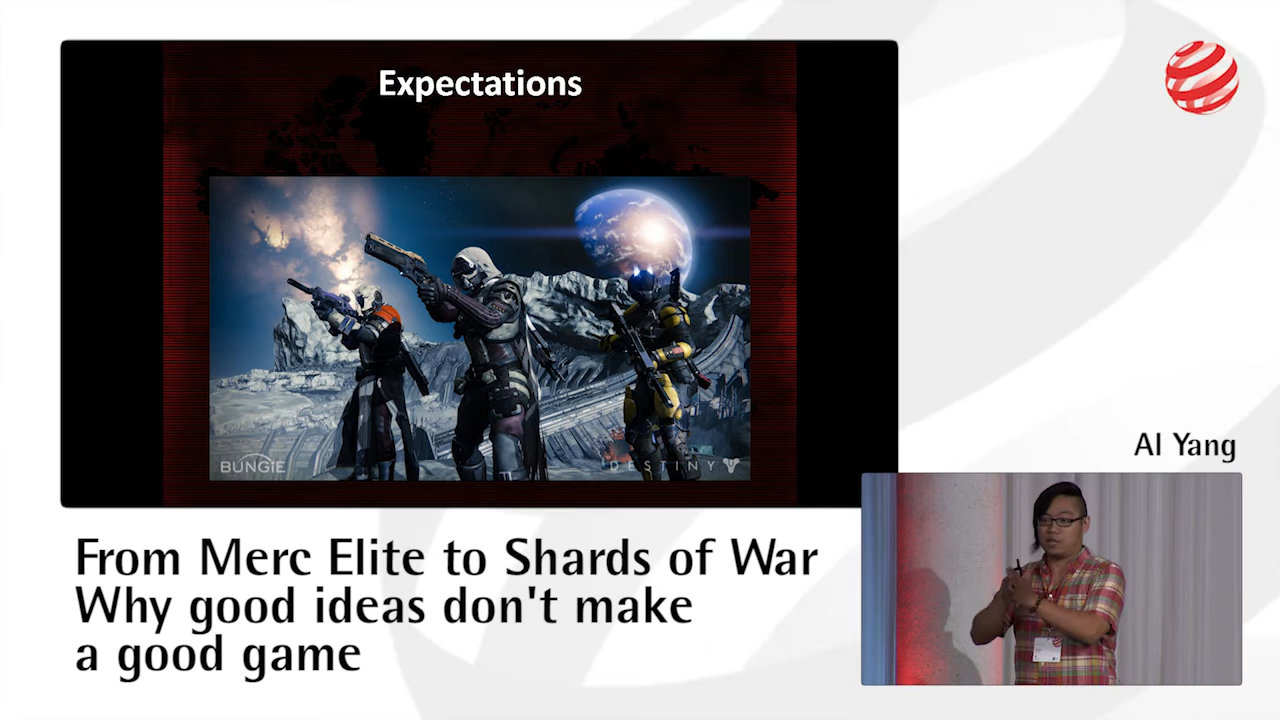 Expectations
BUNGIE
DESTINY
Al Yang
From Merc Elite to Shards of War
Why good ideas don't make
a good game